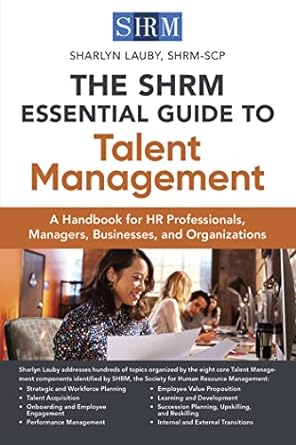 SHRM
SHARLYN LAUBY, SHRM-SCP
THE SHRM
ESSENTIAL GUIDE TO
Talent
Management
A Handbook for HR Professionals,
Managers, Businesses, and Organizations
Sharlyn Lauby addresses hundreds of topics organized by the eight core Talent Manage-
ment components identified by SHRM, the Society for Human Resource Management:
• Strategic and Workforce Planning
• Talent Acquisition
• Onboarding and Employee
Engagement
• Performance Management
• Employee Value Proposition
• Learning and Development
• Succession Planning, Upskilling,
and Reskilling
• Internal and External Transitions